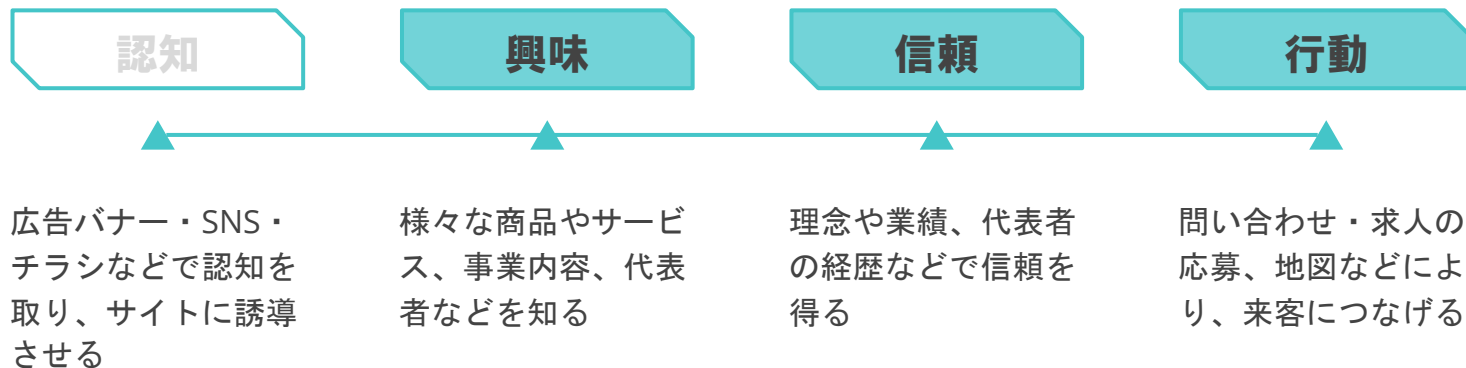 認知
興味
信頼
行動
広告バナー・SNS・
チラシなどで認知を
取り、サイトに誘導
させる
様々な商品やサービ
ス、事業内容、代表
者などを知る
理念や業績、代表者
の経歴などで信頼を
得る
問い合わせ・求人の
応募、地図などによ
り、来客につなげる